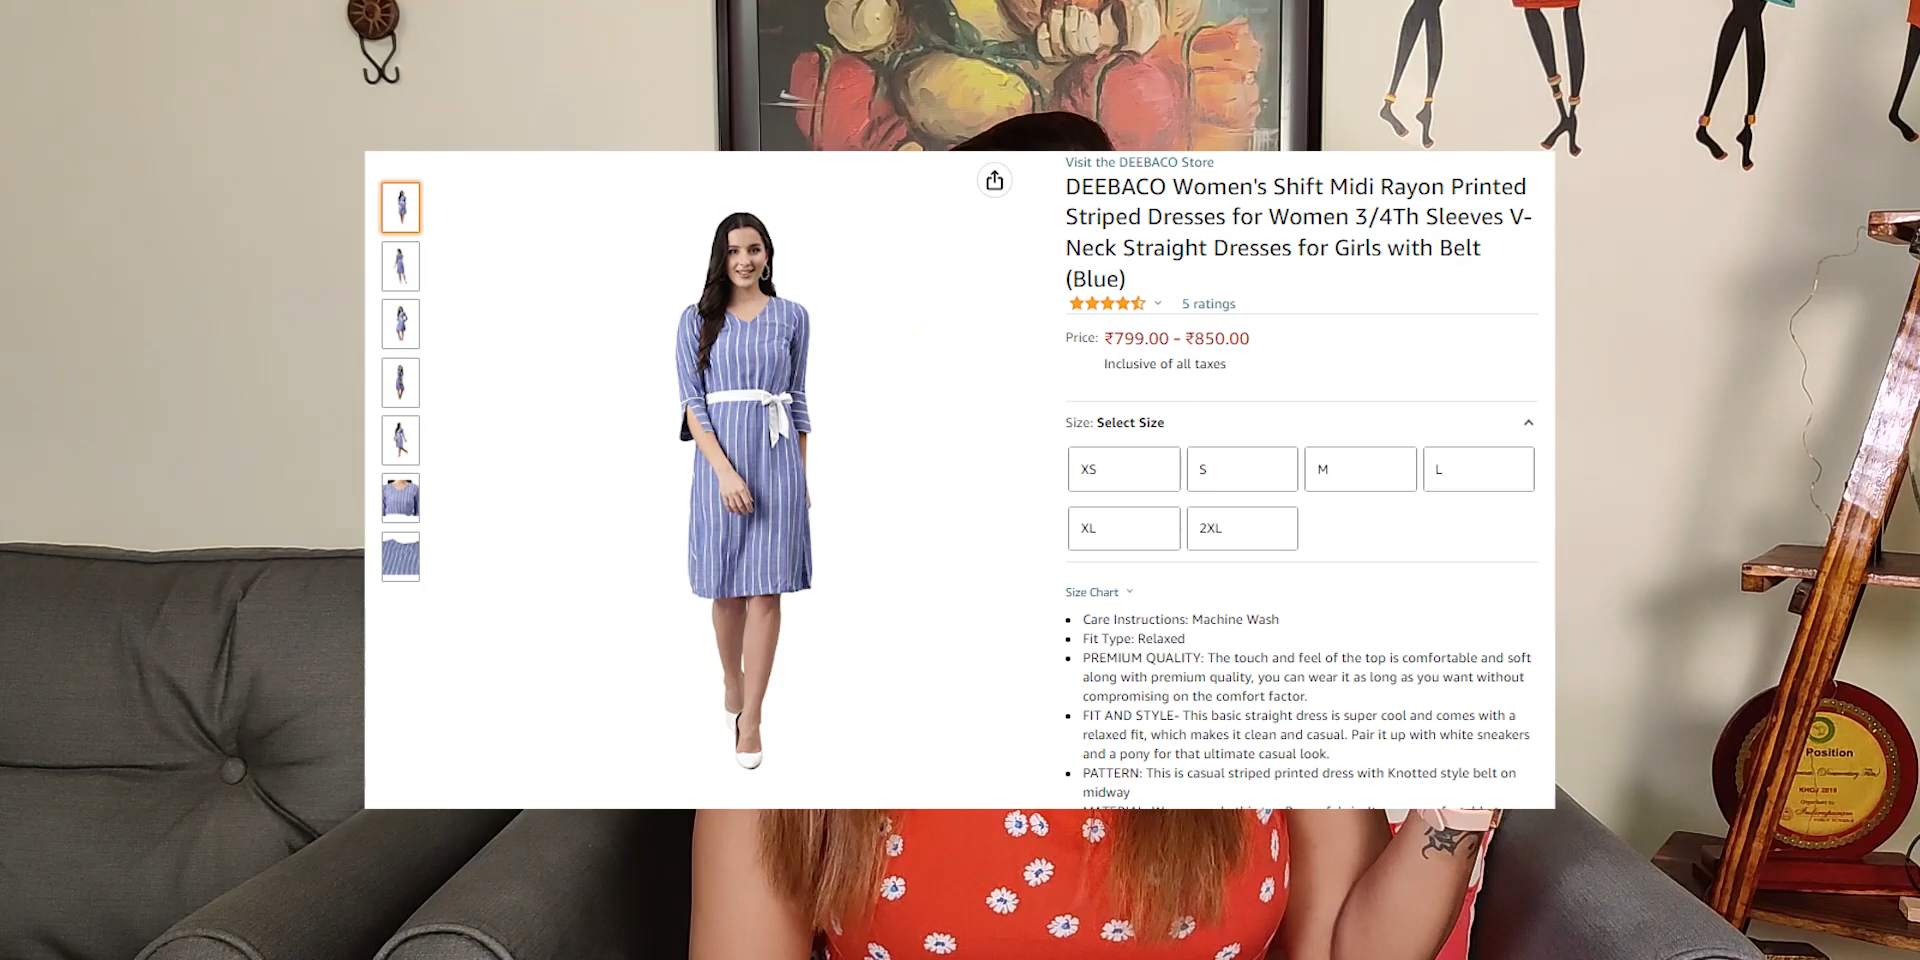 Visit the DEEBACO Store
DEEBACO Women's Shift Midi Rayon Printed
Striped Dresses for Women 3/4Th Sleeves V-
Neck Straight Dresses for Girls with Belt
(Blue)
5 ratings
Price: ₹799.00 - ₹850.00
Inclusive of all taxes
Size: Select Size
XS
S
M
L
XL
2XL
Size Chart
• Care Instructions: Machine Wash
• Fit Type: Relaxed
• PREMIUM QUALITY: The touch and feel of the top is comfortable and soft
along with premium quality, you can wear it as long as you want without
compromising on the comfort factor.
• FIT AND STYLE- This basic straight dress is super cool and comes with a
relaxed fit, which makes it clean and casual. Pair it up with white sneakers
and a pony for that ultimate casual look.
• PATTERN: This is casual striped printed dress with Knotted style belt on
midway
Position
KHOJ 2019